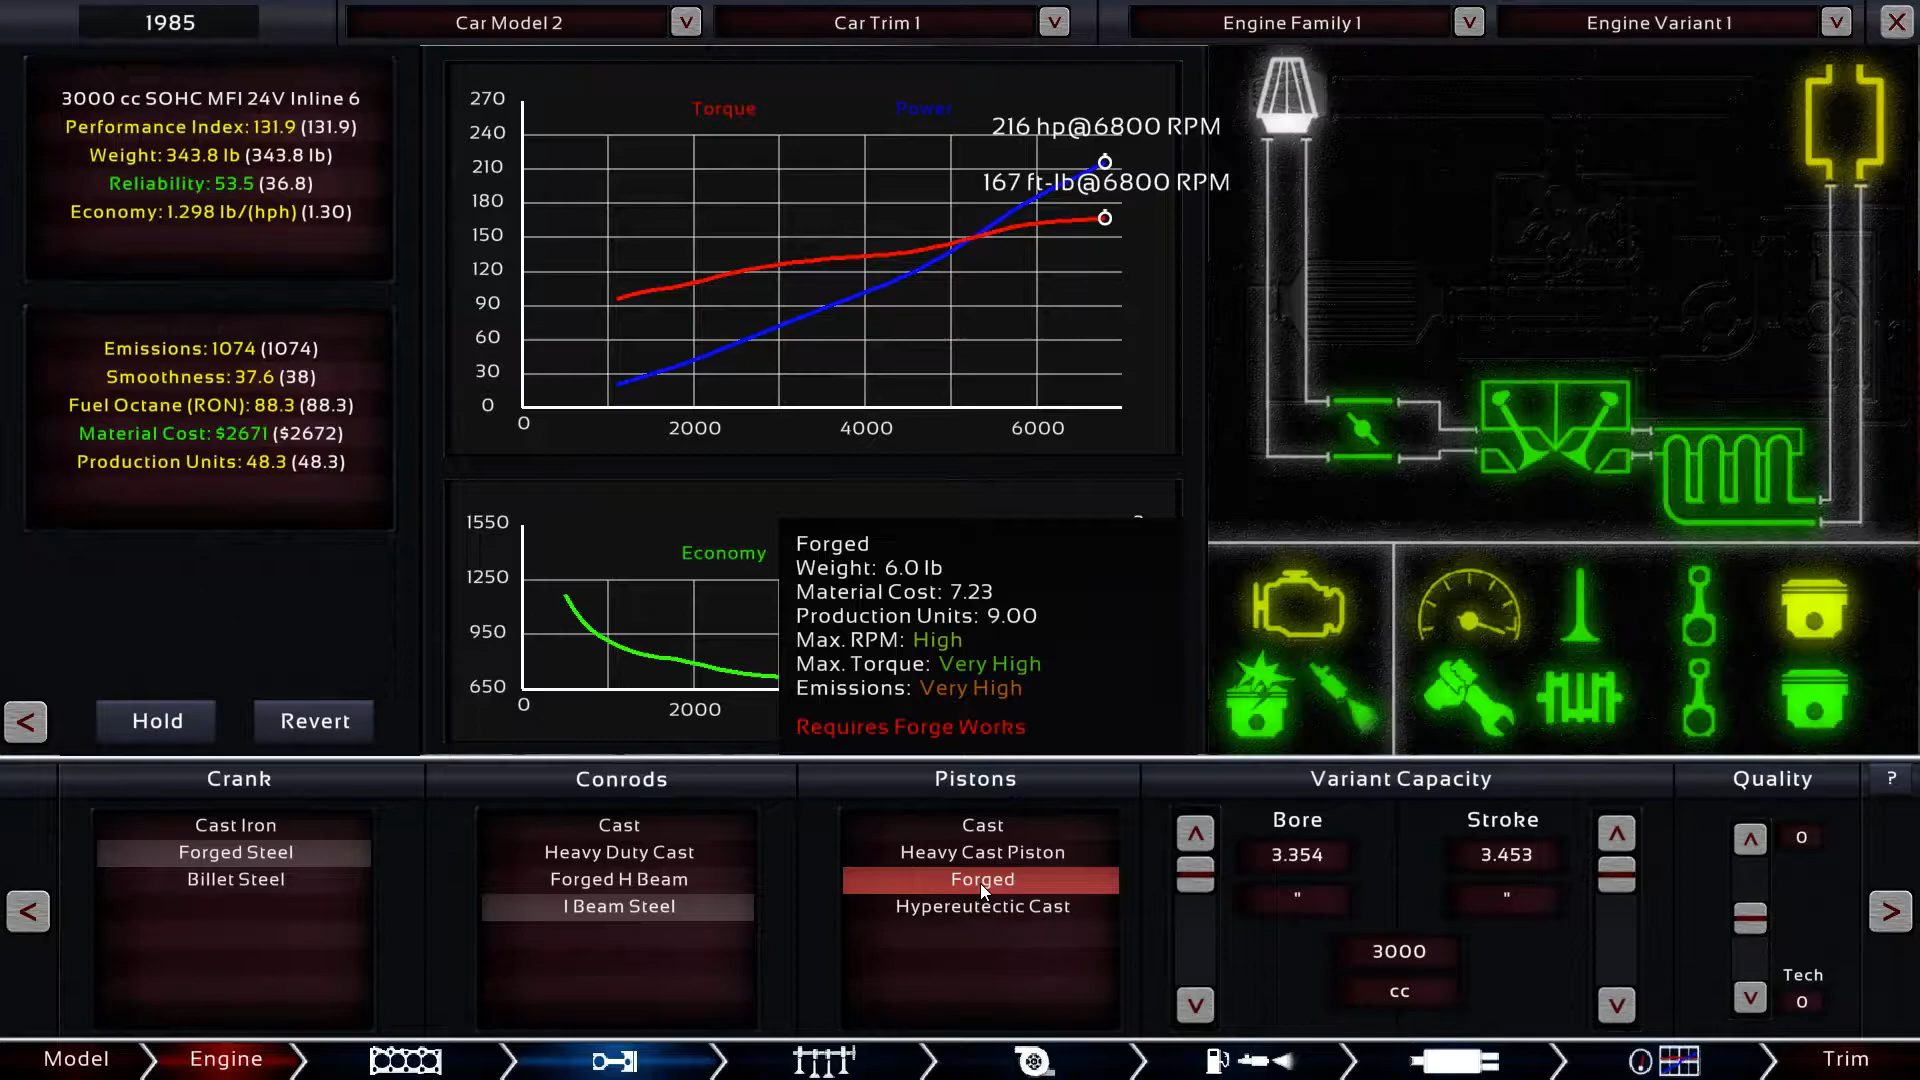 1985
Car Model 2
Car Trim 1
Engine Family 1
Engine Variant 1
3000 cc SOHC MFI 24V Inline 6
Performance Index: 131.9 (131.9)
Weight: 343.8 lb (343.8 lb)
Reliability: 53.5 (36.8)
Economy: 1.298 lb/(hph) (1.30)
Emissions: 1074 (1074)
Smoothness: 37.6 (38)
Fuel Octane (RON): 88.3 (88.3)
Material Cost: $2671 ($2672)
Production Units: 48.3 (48.3)
Hold
Revert
270
240
210
180
150
120
90
60
30
0
Torque
Power
216 hp@6800 RPM
167 ft-lb@6800 RPM
0
2000
4000
6000
1550
1250
950
650
Economy
0
2000
Forged
Weight: 6.0 lb
Material Cost: 7.23
Production Units: 9.00
Max. RPM: High
Max. Torque: Very High
Emissions: Very High
Requires Forge Works
Crank
Cast Iron
Forged Steel
Billet Steel
Conrods
Cast
Heavy Duty Cast
Forged H Beam
I Beam Steel
Pistons
Cast
Heavy Cast Piston
Forged
Hypereutectic Cast
Variant Capacity
Bore
3.354
"
Stroke
3.453
"
3000
cc
Quality
?
0
Tech
0
Model
Engine
Trim